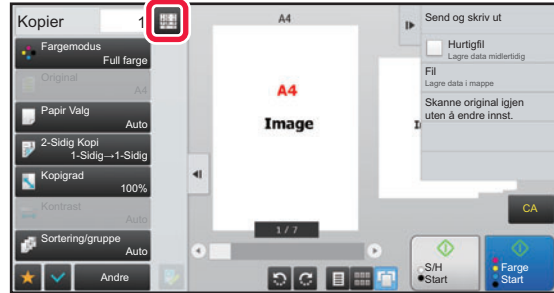 Kopier
1
Fargemodus
Full farge
Original
A4
Papir Valg
Auto
2-Sidig Kopi
1-Sidig→1-Sidig
Kopigrad
100%
Kontrast
Auto
Sortering/gruppe
Auto
Andre
A4
A4
Image
1 / 7
Send og skriv ut
Hurtigfil
Lagre data midlertidig
Fil
Lagre data i mappe
Skanne original igjen
uten å endre innst.
CA
S/H
Start
Farge
Start